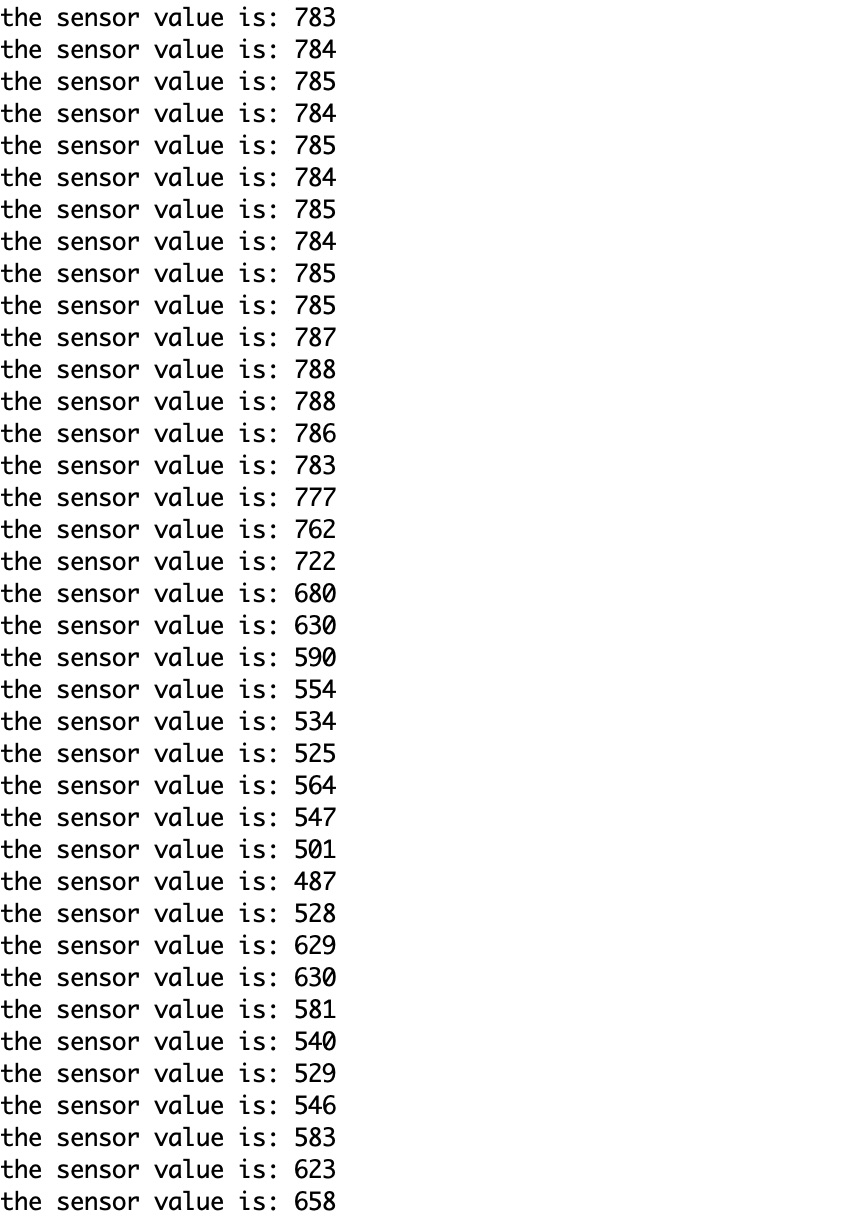 the sensor value is: 783
the sensor value is: 784
the sensor value is: 785
the sensor value is: 784
the sensor value is: 785
the sensor value is: 784
the sensor value is: 785
the sensor value is: 784
the sensor value is: 785
the sensor value is: 785
the sensor value is: 787
the sensor value is: 788
the sensor value is: 788
the sensor value is: 786
the sensor value is: 783
the sensor value is: 777
the sensor value is: 762
the sensor value is: 722
the sensor value is: 680
the sensor value is: 630
the sensor value is: 590
the sensor value is: 554
the sensor value is: 534
the sensor value is: 525
the sensor value is: 564
the sensor value is: 547
the sensor value is: 501
the sensor value is: 487
the sensor value is: 528
the sensor value is: 629
the sensor value is: 630
the sensor value is: 581
the sensor value is: 540
the sensor value is: 529
the sensor value is: 546
the sensor value is: 583
the sensor value is: 623
the sensor value is: 658